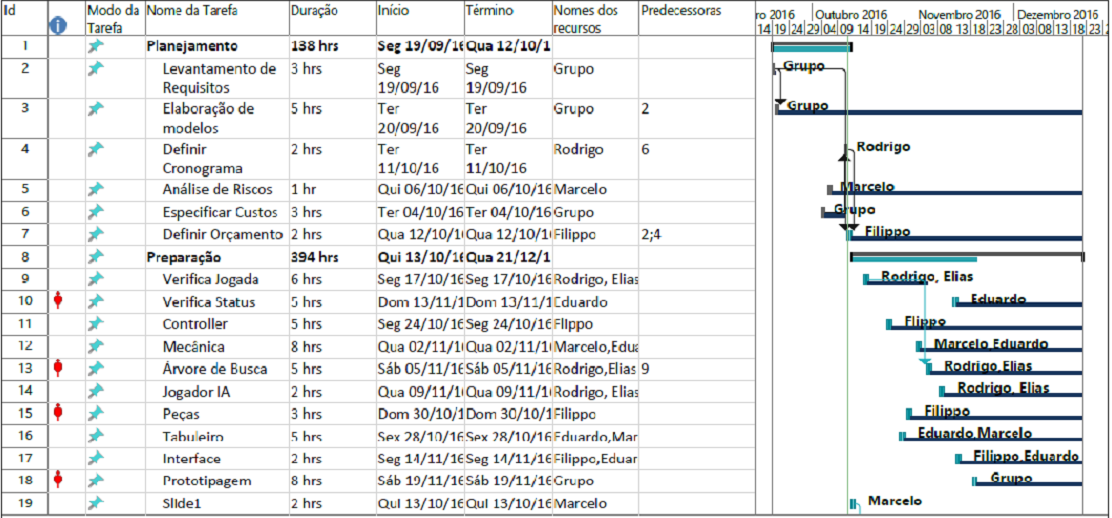 Id Modo da Tarefa Nome da Tarefa Duração Início Término Nomes dos recursos Predecessoras
ro 2016 Outubro 2016 Novembro 2016 Dezembro 2016
14 19 24 29 04 09 14 19 24 29 03 08 13 18 23 28 03 08 13 18 23
1 Planejamento 138 hrs Seg 19/09/16 Qua 12/10/1
2 Levantamento de Requisitos 3 hrs Seg 19/09/16 Seg 19/09/16 Grupo Grupo
3 Elaboração de modelos 5 hrs Ter 20/09/16 Ter 20/09/16 Grupo 2 Grupo
4 Definir Cronograma 2 hrs Ter 11/10/16 Ter 11/10/16 Rodrigo 6 Rodrigo
5 Análise de Riscos 1 hr Qui 06/10/16 Qui 06/10/16 Marcelo Marcelo
6 Especificar Custos 3 hrs Ter 04/10/16 Ter 04/10/16 Grupo Grupo
7 Definir Orçamento 2 hrs Qua 12/10/1 Qua 12/10/1 Filippo 2;4 Filippo
8 Preparação 394 hrs Qui 13/10/16 Qua 21/12/1
9 Verifica Jogada 6 hrs Seg 17/10/16 Seg 17/10/16 Rodrigo, Elias Rodrigo, Elias
10 Verifica Status 5 hrs Dom 13/11/1 Dom 13/11/1 Eduardo Eduardo
11 Controller 5 hrs Seg 24/10/16 Seg 24/10/16 Flippo Flippo
12 Mecânica 8 hrs Qua 02/11/1 Qua 02/11/1 Marcelo,Edua Marcelo,Eduardo
13 Árvore de Busca 5 hrs Sáb 05/11/16 Sáb 05/11/16 Rodrigo,Elias 9 Rodrigo,Elias
14 Jogador IA 2 hrs Qua 09/11/1 Qua 09/11/1 Rodrigo, Elias Rodrigo, Elias
15 Peças 3 hrs Dom 30/10/1 Dom 30/10/1 Filippo Filippo
16 Tabuleiro 5 hrs Sex 28/10/16 Sex 28/10/16 Eduardo,Mar Eduardo,Marcelo
17 Interface 2 hrs Seg 14/11/16 Seg 14/11/16 Filippo,Eduar Filippo,Eduardo
18 Prototipagem 8 hrs Sáb 19/11/16 Sáb 19/11/16 Grupo Grupo
19 Slide1 2 hrs Qui 13/10/16 Qui 13/10/16 Marcelo Marcelo